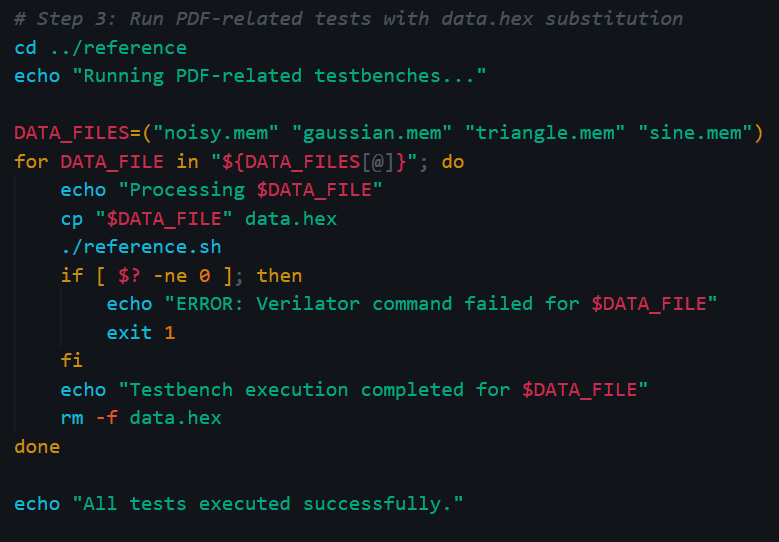 # Step 3: Run PDF-related tests with data.hex substitution
cd ../reference
echo "Running PDF-related testbenches..."

DATA_FILES=("noisy.mem" "gaussian.mem" "triangle.mem" "sine.mem")
for DATA_FILE in "${DATA_FILES[@]}"; do
    echo "Processing $DATA_FILE"
    cp "$DATA_FILE" data.hex
    ./reference.sh
    if [ $? -ne 0 ]; then
        echo "ERROR: Verilator command failed for $DATA_FILE"
        exit 1
    fi
    echo "Testbench execution completed for $DATA_FILE"
    rm -f data.hex
done

echo "All tests executed successfully."